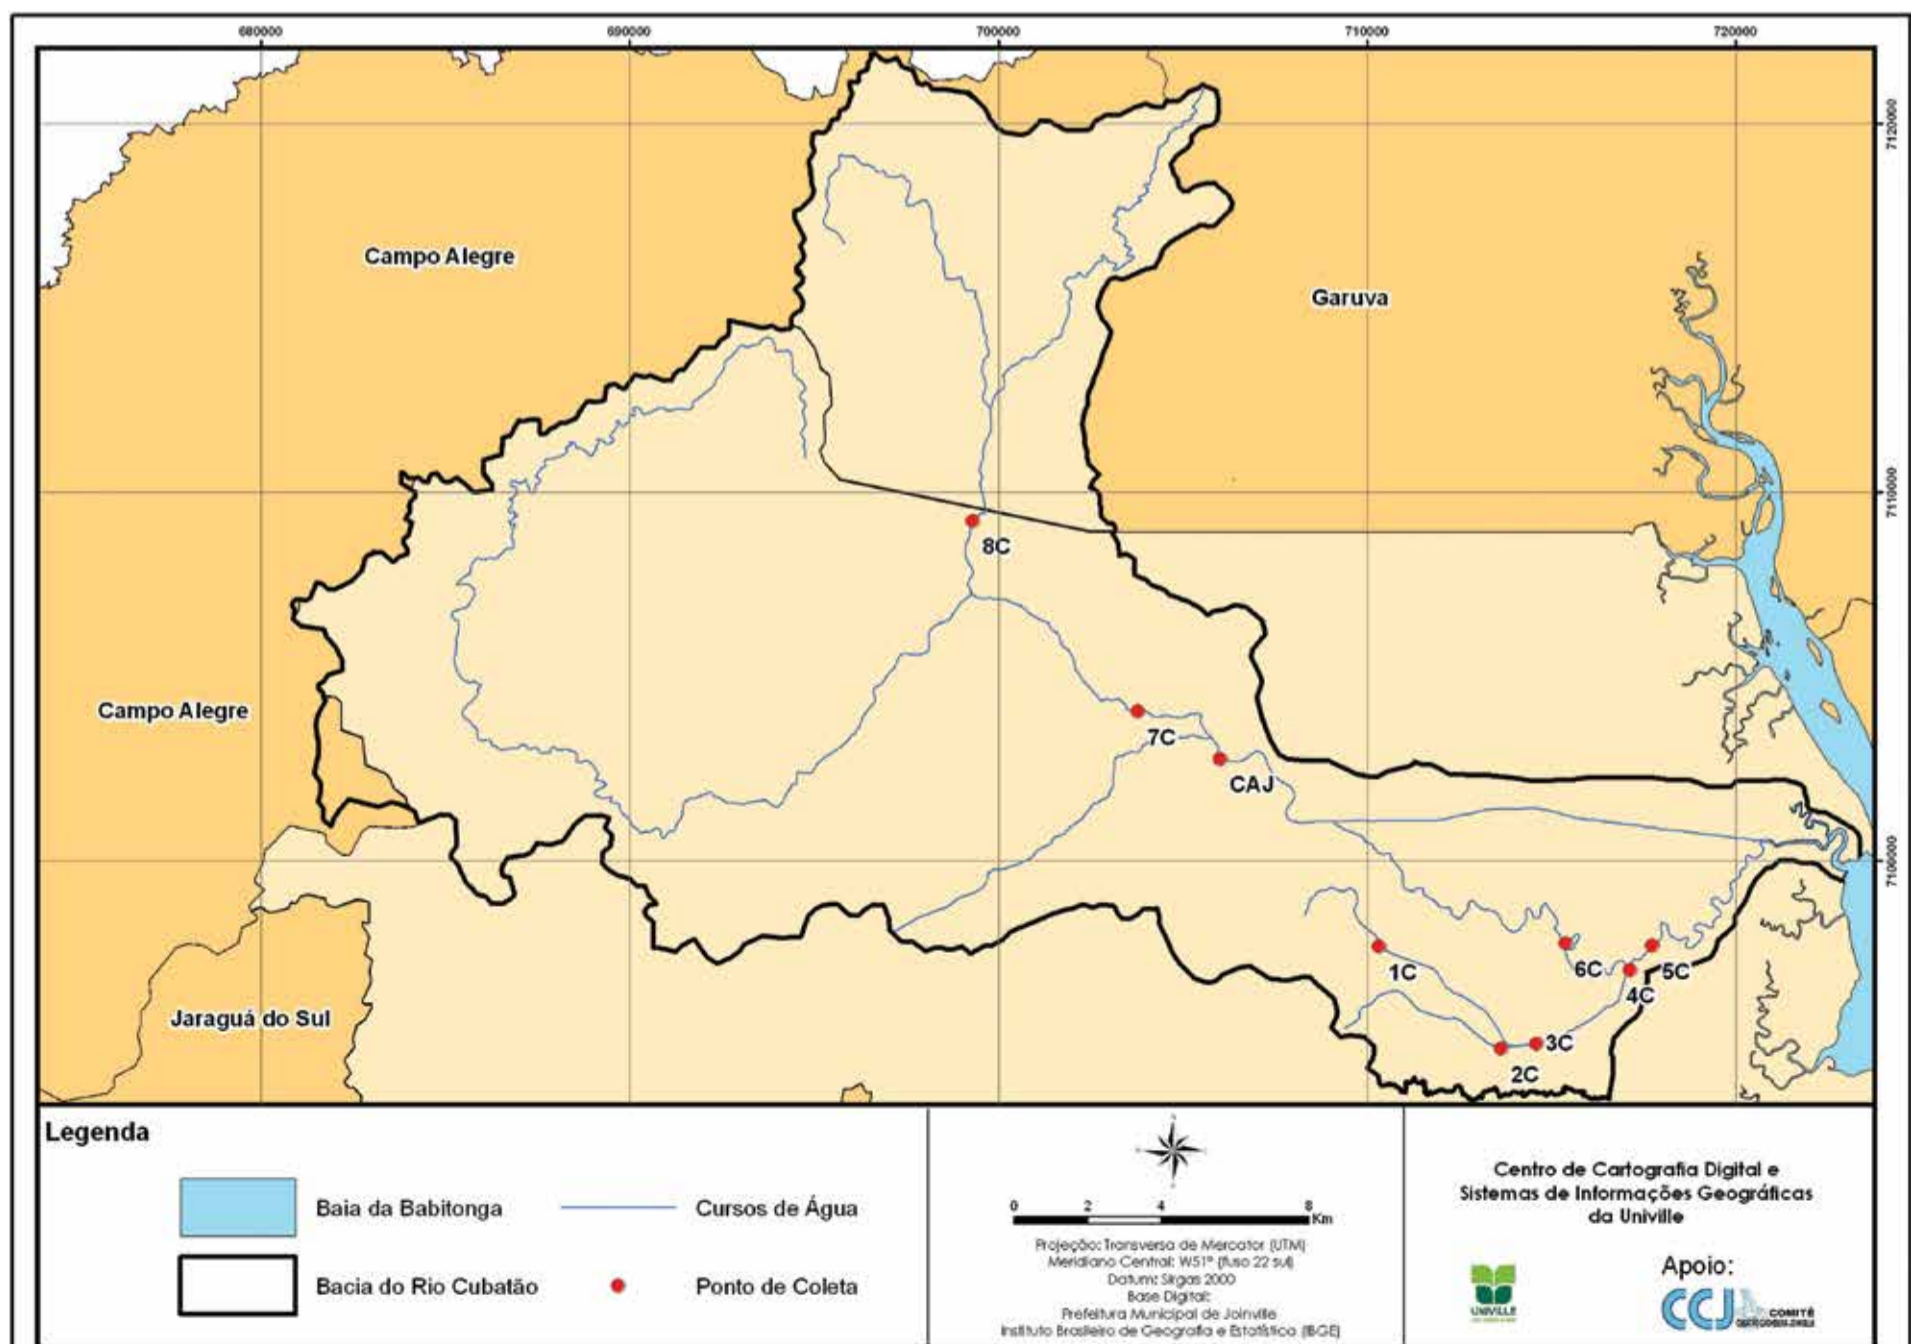 680000
690000
700000
710000
720000
7120000
Campo Alegre
Garuva
7110000
8C
Campo Alegre
7C
CAJ
7100000
1C
6C
5C
4C
Jaraguá do Sul
3C
2C
Legenda
Baia da Babitonga
Cursos de Água
Bacia do Rio Cubatão
Ponto de Coleta
0 2 4 8
Km
Projeção: Transversa de Mercator (UTM)
Meridiano Central: W51º (fuso 22 sul)
Datum: Sirgas 2000
Base Digital:
Prefeitura Municipal de Joinville
Instituto Brasileiro de Geografia e Estatística (IBGE)
Centro de Cartografia Digital e
Sistemas de Informações Geográficas
da Univille
UNIVILLE
Apoio:
CCJ COMITÊ